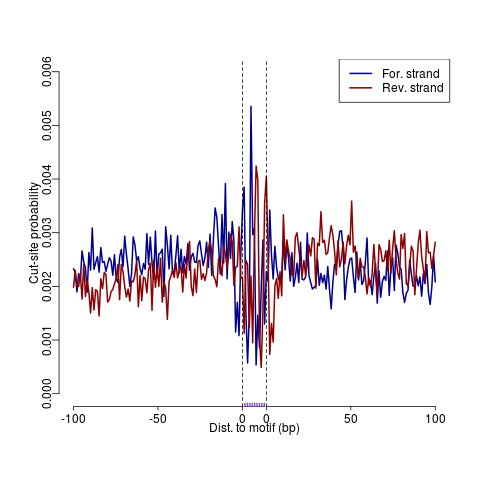 For. strand
Rev. strand
Cut-site probability
0.006
0.005
0.004
0.003
0.002
0.001
0.000
-100 -50 0 0 50 100
Dist. to motif (bp)